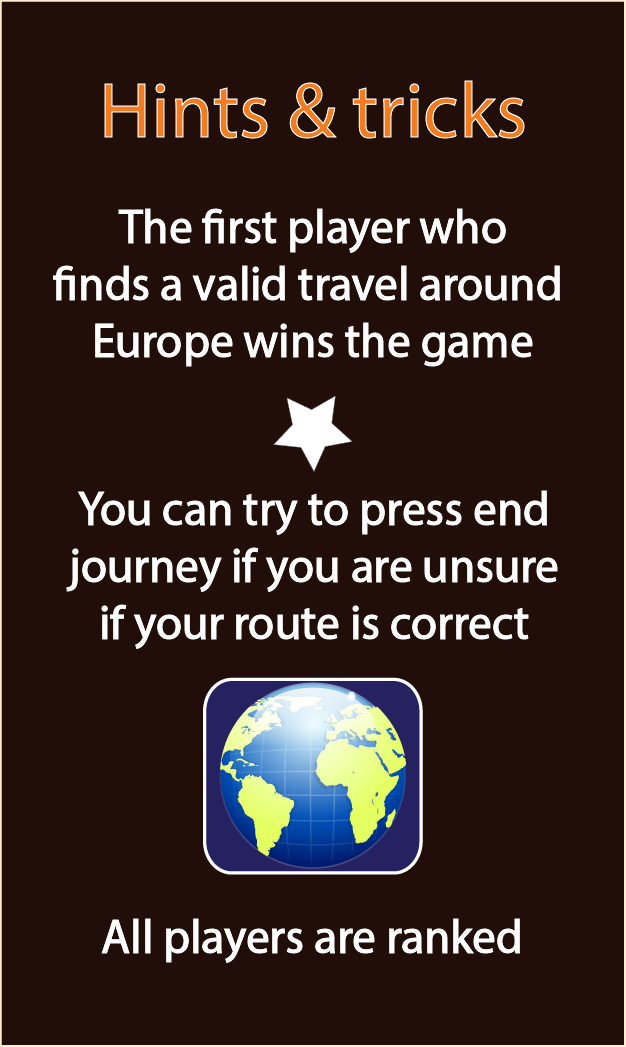 Hints & tricks
The first player who
finds a valid travel around
Europe wins the game
You can try to press end
journey if you are unsure
if your route is correct
All players are ranked